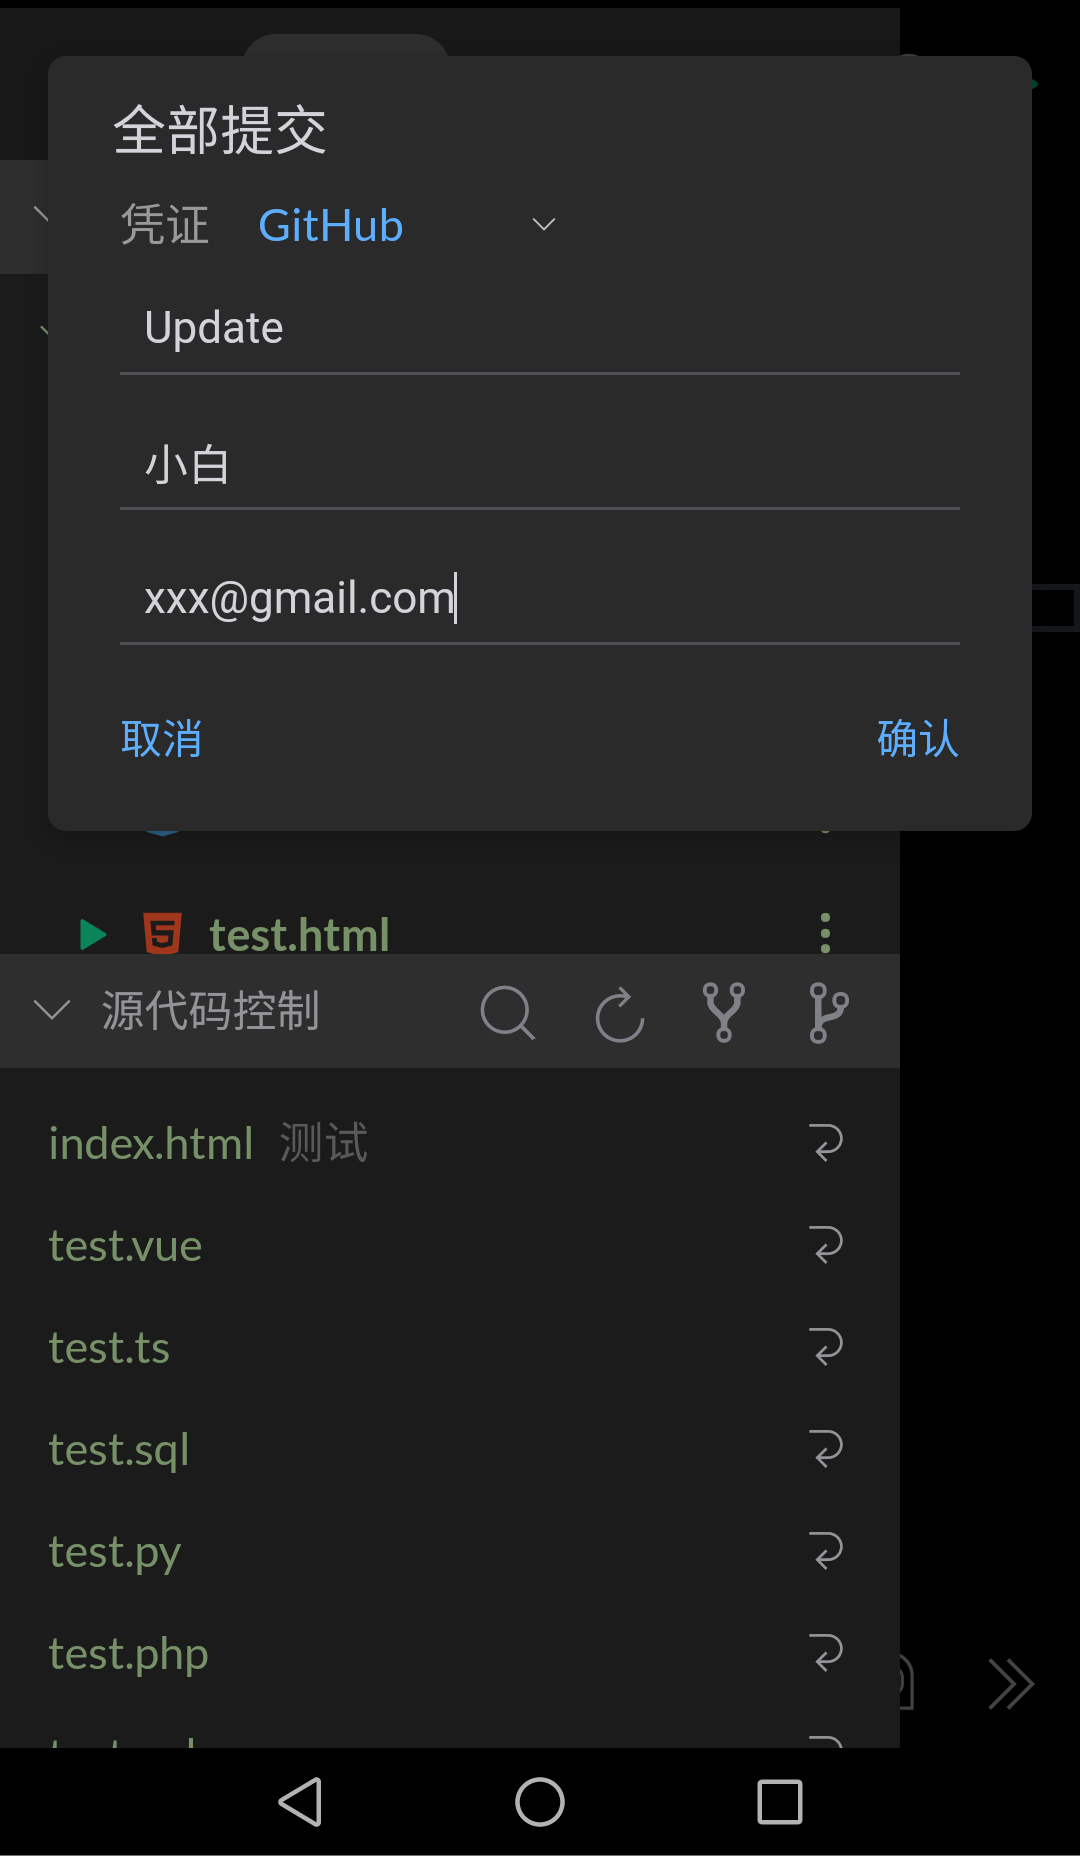 全部提交
凭证 GitHub
Update
小白
xxx@gmail.com
取消 确认
test.html
源代码控制
index.html 测试
test.vue
test.ts
test.sql
test.py
test.php